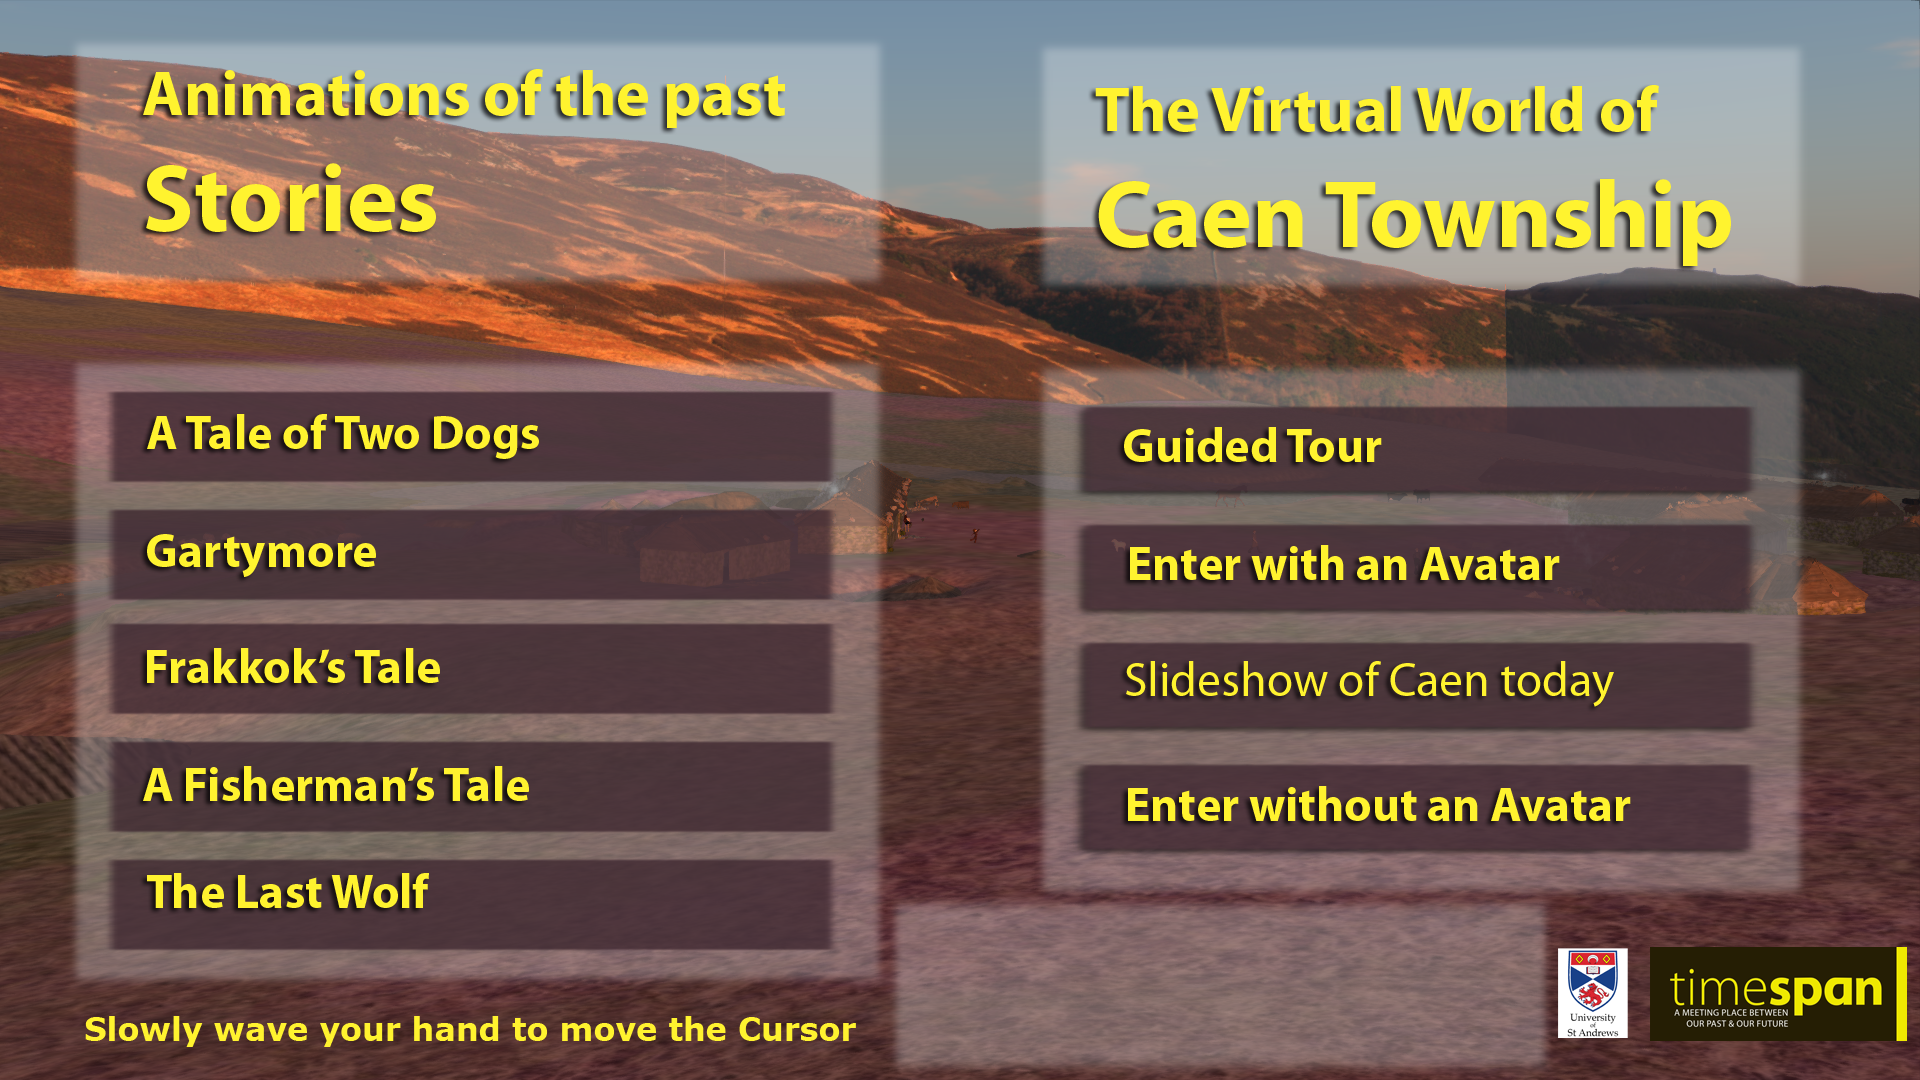 Animations of the past
Stories
A Tale of Two Dogs
Gartymore
Frakkok’s Tale
A Fisherman’s Tale
The Last Wolf
Slowly wave your hand to move the Cursor
The Virtual World of
Caen Township
Guided Tour
Enter with an Avatar
Slideshow of Caen today
Enter without an Avatar
University
of
St Andrews
timespan
A MEETING PLACE BETWEEN
OUR PAST & OUR FUTURE